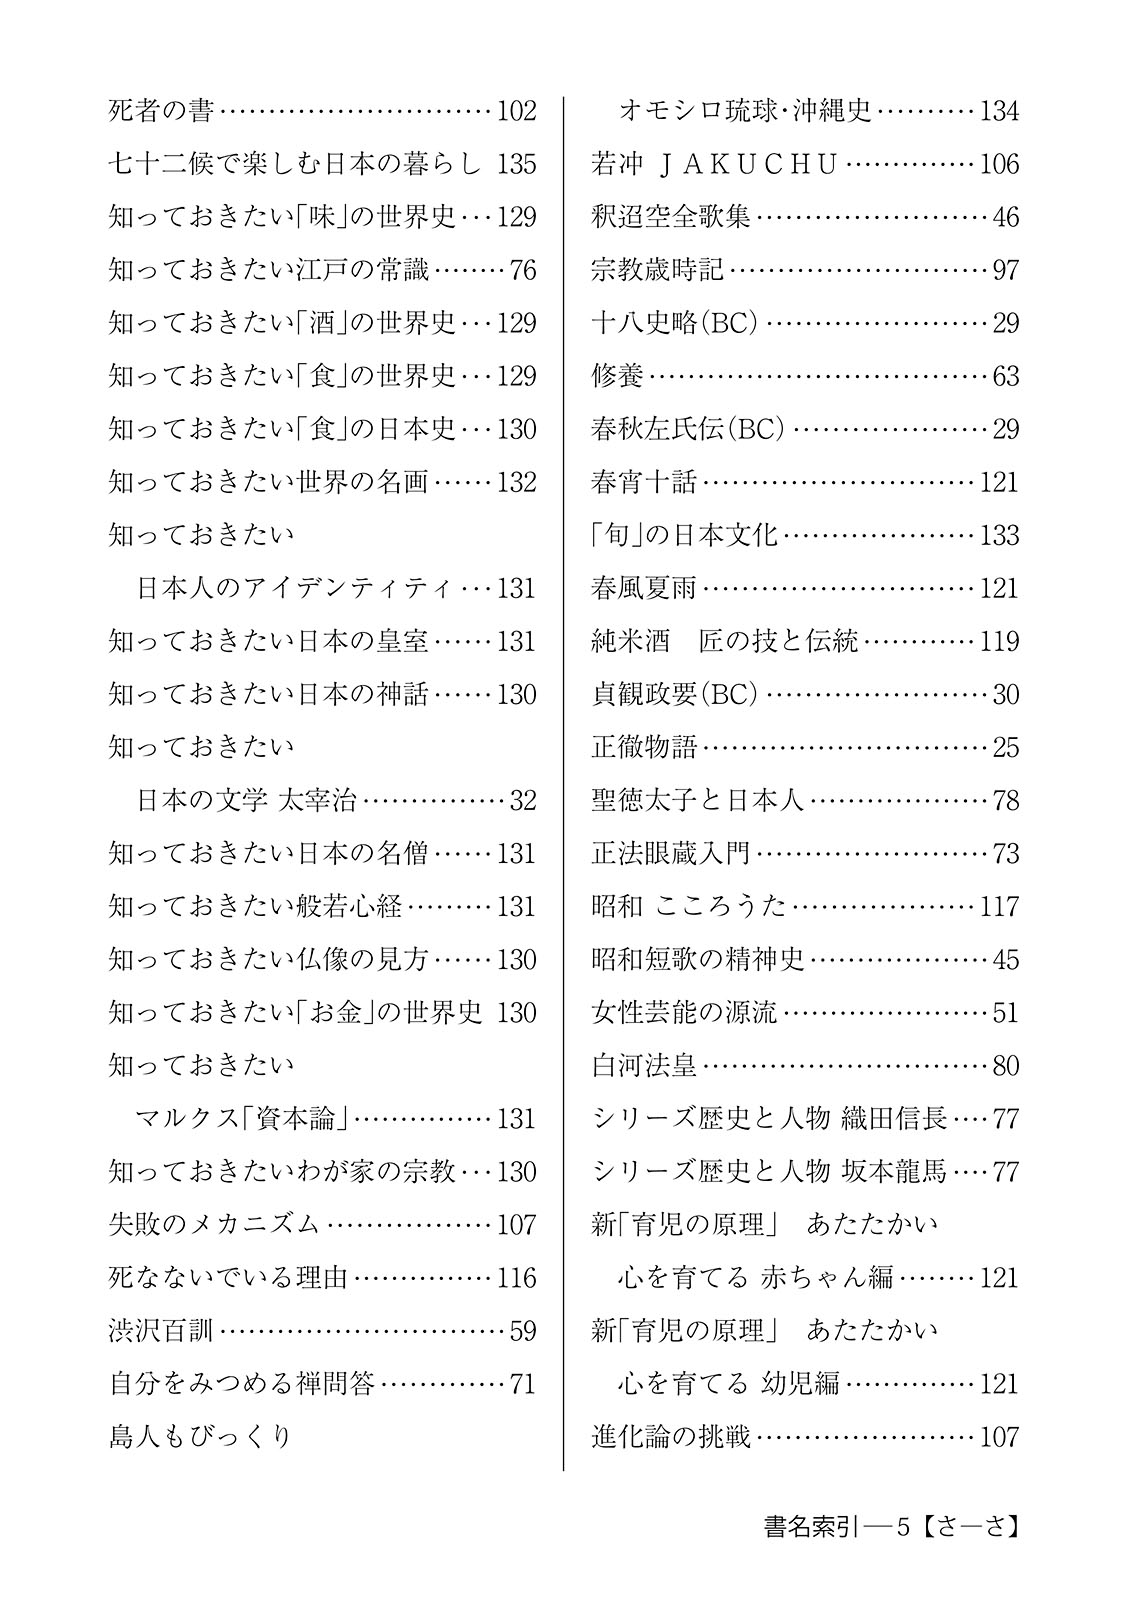 死者の書…………………………102
七十二候で楽しむ日本の暮らし 135
知っておきたい「味」の世界史…129
知っておきたい江戸の常識………76
知っておきたい「酒」の世界史…129
知っておきたい「食」の世界史…129
知っておきたい「食」の日本史…130
知っておきたい世界の名画……132
知っておきたい
　日本人のアイデンティティ…131
知っておきたい日本の皇室……131
知っておきたい日本の神話……130
知っておきたい
　日本の文学 太宰治……………32
知っておきたい日本の名僧……131
知っておきたい般若心経………131
知っておきたい仏像の見方……130
知っておきたい「お金」の世界史 130
知っておきたい
　マルクス「資本論」……………131
知っておきたいわが家の宗教…130
失敗のメカニズム………………107
死なないでいる理由……………116
渋沢百訓…………………………59
自分をみつめる禅問答…………71
島人もびっくり
　オモシロ琉球・沖縄史…………134
若冲 ＪＡＫＵＣＨＵ……………106
釈迢空全歌集……………………46
宗教歳時記………………………97
十八史略（BC）……………………29
修養………………………………63
春秋左氏伝（BC）…………………29
春宵十話…………………………121
「旬」の日本文化…………………133
春風夏雨…………………………121
純米酒　匠の技と伝統…………119
貞観政要（BC）……………………30
正徹物語…………………………25
聖徳太子と日本人………………78
正法眼蔵入門……………………73
昭和 こころうた…………………117
昭和短歌の精神史………………45
女性芸能の源流…………………51
白河法皇…………………………80
シリーズ歴史と人物 織田信長‥‥77
シリーズ歴史と人物 坂本龍馬‥‥77
新「育児の原理」　あたたかい
　心を育てる 赤ちゃん編………121
新「育児の原理」　あたたかい
　心を育てる 幼児編……………121
進化論の挑戦……………………107
書名索引―5【さ―さ】